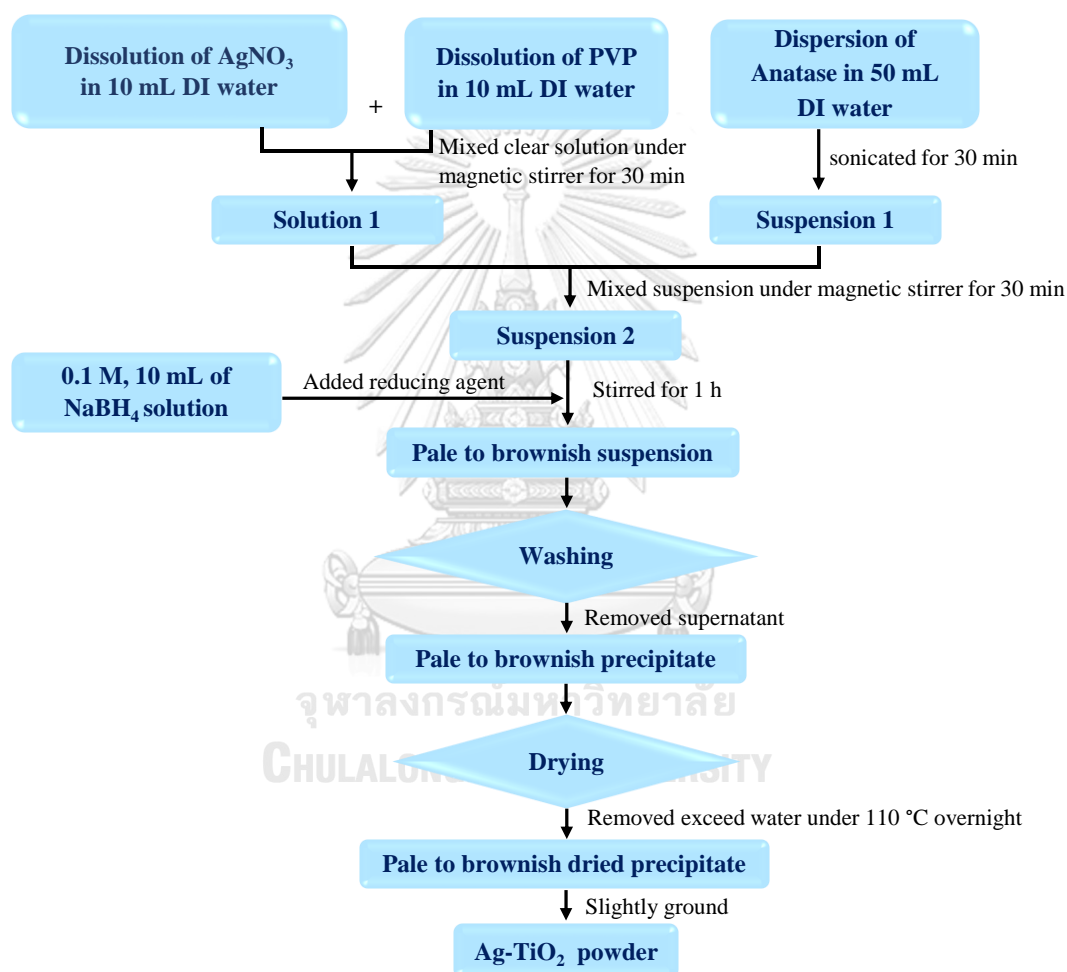 Dissolution of AgNO₃
in 10 mL DI water
+
Dissolution of PVP
in 10 mL DI water
Dispersion of
Anatase in 50 mL
DI water
Mixed clear solution under
magnetic stirrer for 30 min
sonicated for 30 min
Solution 1
Suspension 1
Mixed suspension under magnetic stirrer for 30 min
Suspension 2
0.1 M, 10 mL of
NaBH₄ solution
Added reducing agent
Stirred for 1 h
Pale to brownish suspension
Washing
Removed supernatant
Pale to brownish precipitate
จุฬาลงกรณ์มหาวิทยาลัย
Drying
Removed exceed water under 110 °C overnight
Pale to brownish dried precipitate
Slightly ground
Ag-TiO₂ powder